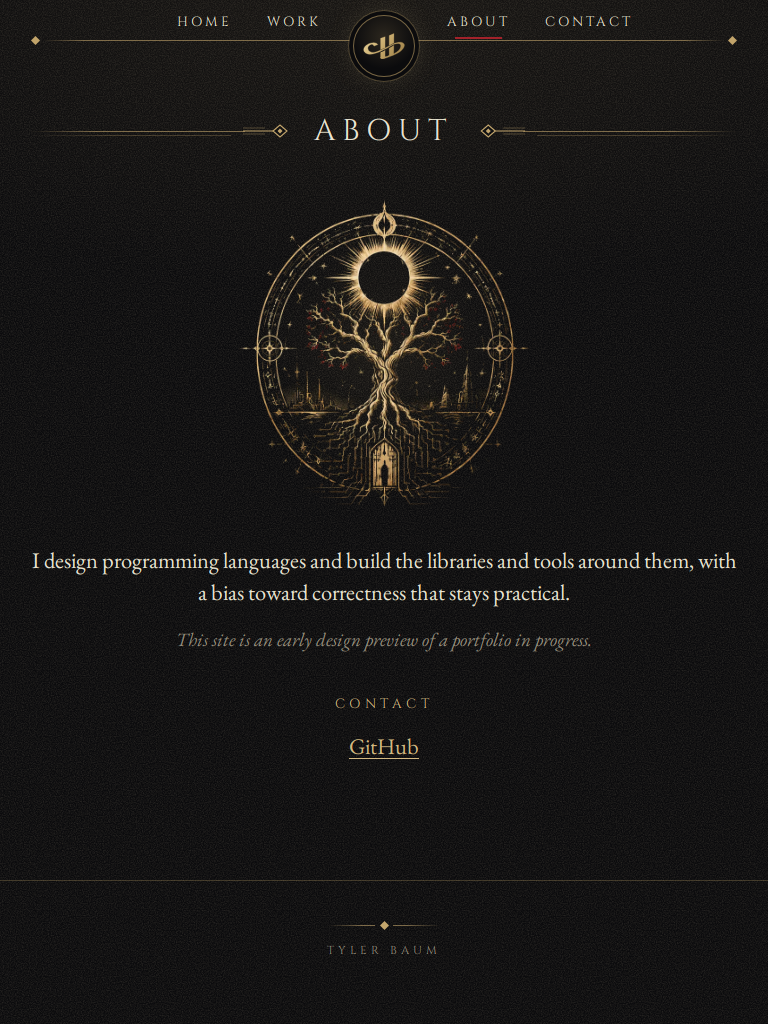 HOME WORK ABOUT CONTACT
ABOUT
I design programming languages and build the libraries and tools around them, with
a bias toward correctness that stays practical.
This site is an early design preview of a portfolio in progress.
CONTACT
GitHub
TYLER BAUM